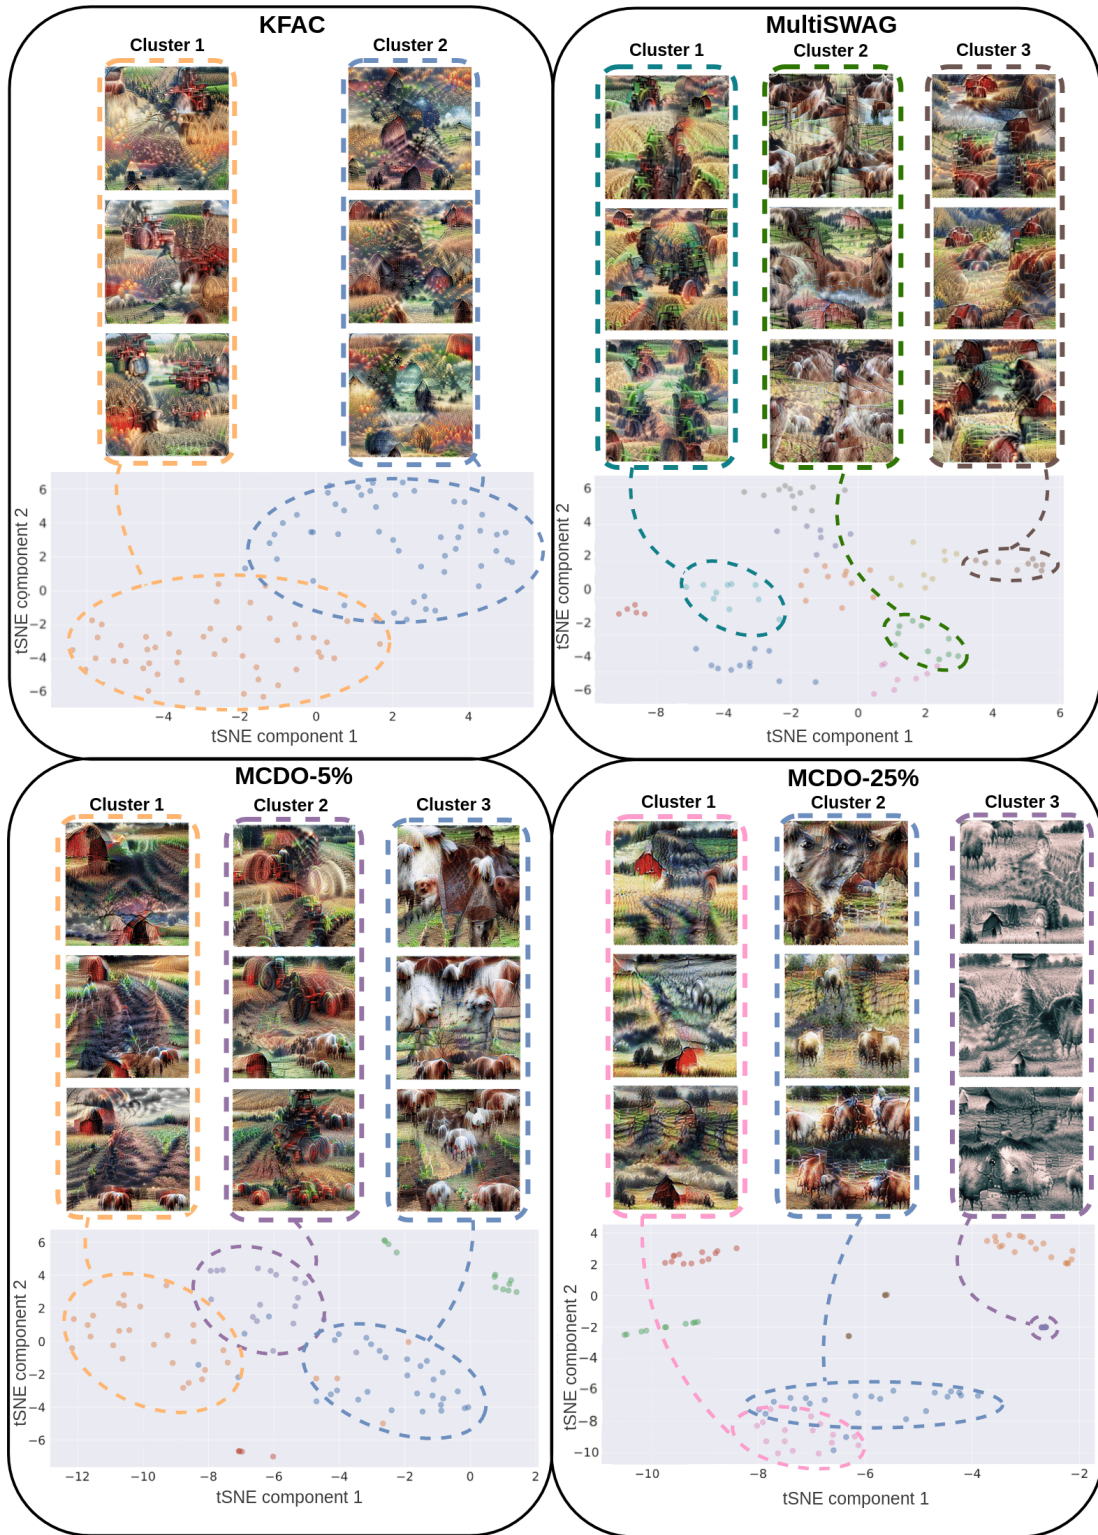 KFAC
Cluster 1
Cluster 2
6
4
2
0
−2
−4
−6
−4
−2
0
2
4
tSNE component 2
tSNE component 1
MultiSWAG
Cluster 1
Cluster 2
Cluster 3
6
4
2
0
−2
−4
−6
−8
−4
−2
0
2
4
6
tSNE component 2
tSNE component 1
MCDO-5%
Cluster 1
Cluster 2
Cluster 3
6
4
2
0
−2
−4
−6
−12
−10
−8
−6
−4
−2
0
2
tSNE component 2
tSNE component 1
MCDO-25%
Cluster 1
Cluster 2
Cluster 3
4
2
0
−2
−4
−6
−8
−10
−10
−8
−6
−4
−2
tSNE component 2
tSNE component 1